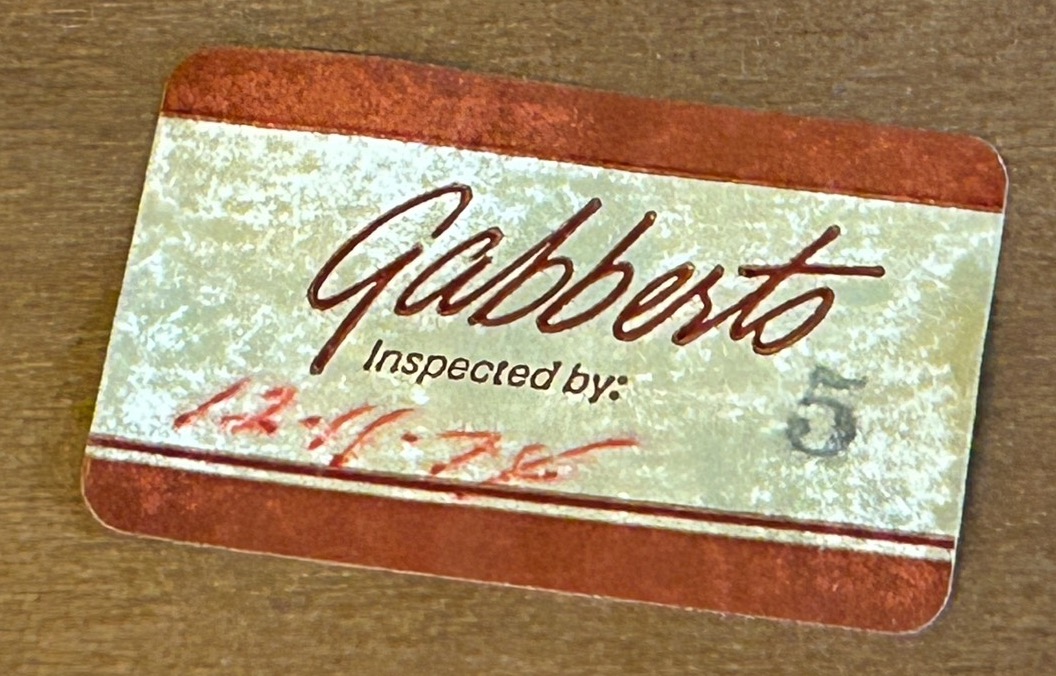 Gabberts
Inspected by:
5
12-11-78